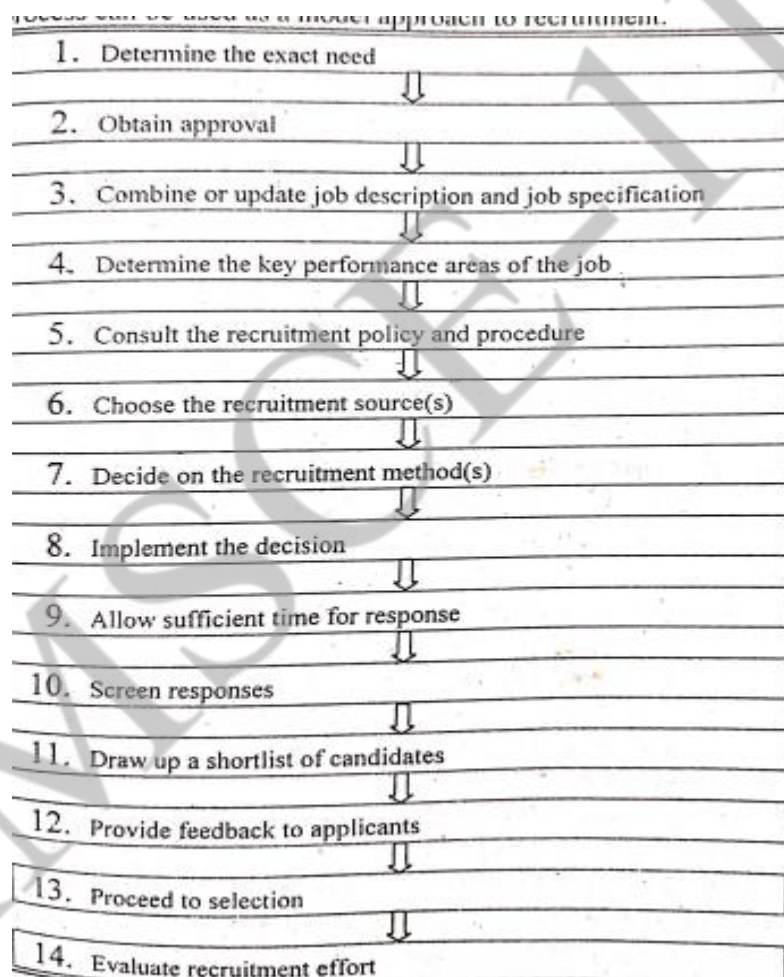 process can be used as a model approach to recruitment.
1. Determine the exact need
2. Obtain approval
3. Combine or update job description and job specification
4. Determine the key performance areas of the job
5. Consult the recruitment policy and procedure
6. Choose the recruitment source(s)
7. Decide on the recruitment method(s)
8. Implement the decision
9. Allow sufficient time for response
10. Screen responses
11. Draw up a shortlist of candidates
12. Provide feedback to applicants
13. Proceed to selection
14. Evaluate recruitment effort
MSCE-1